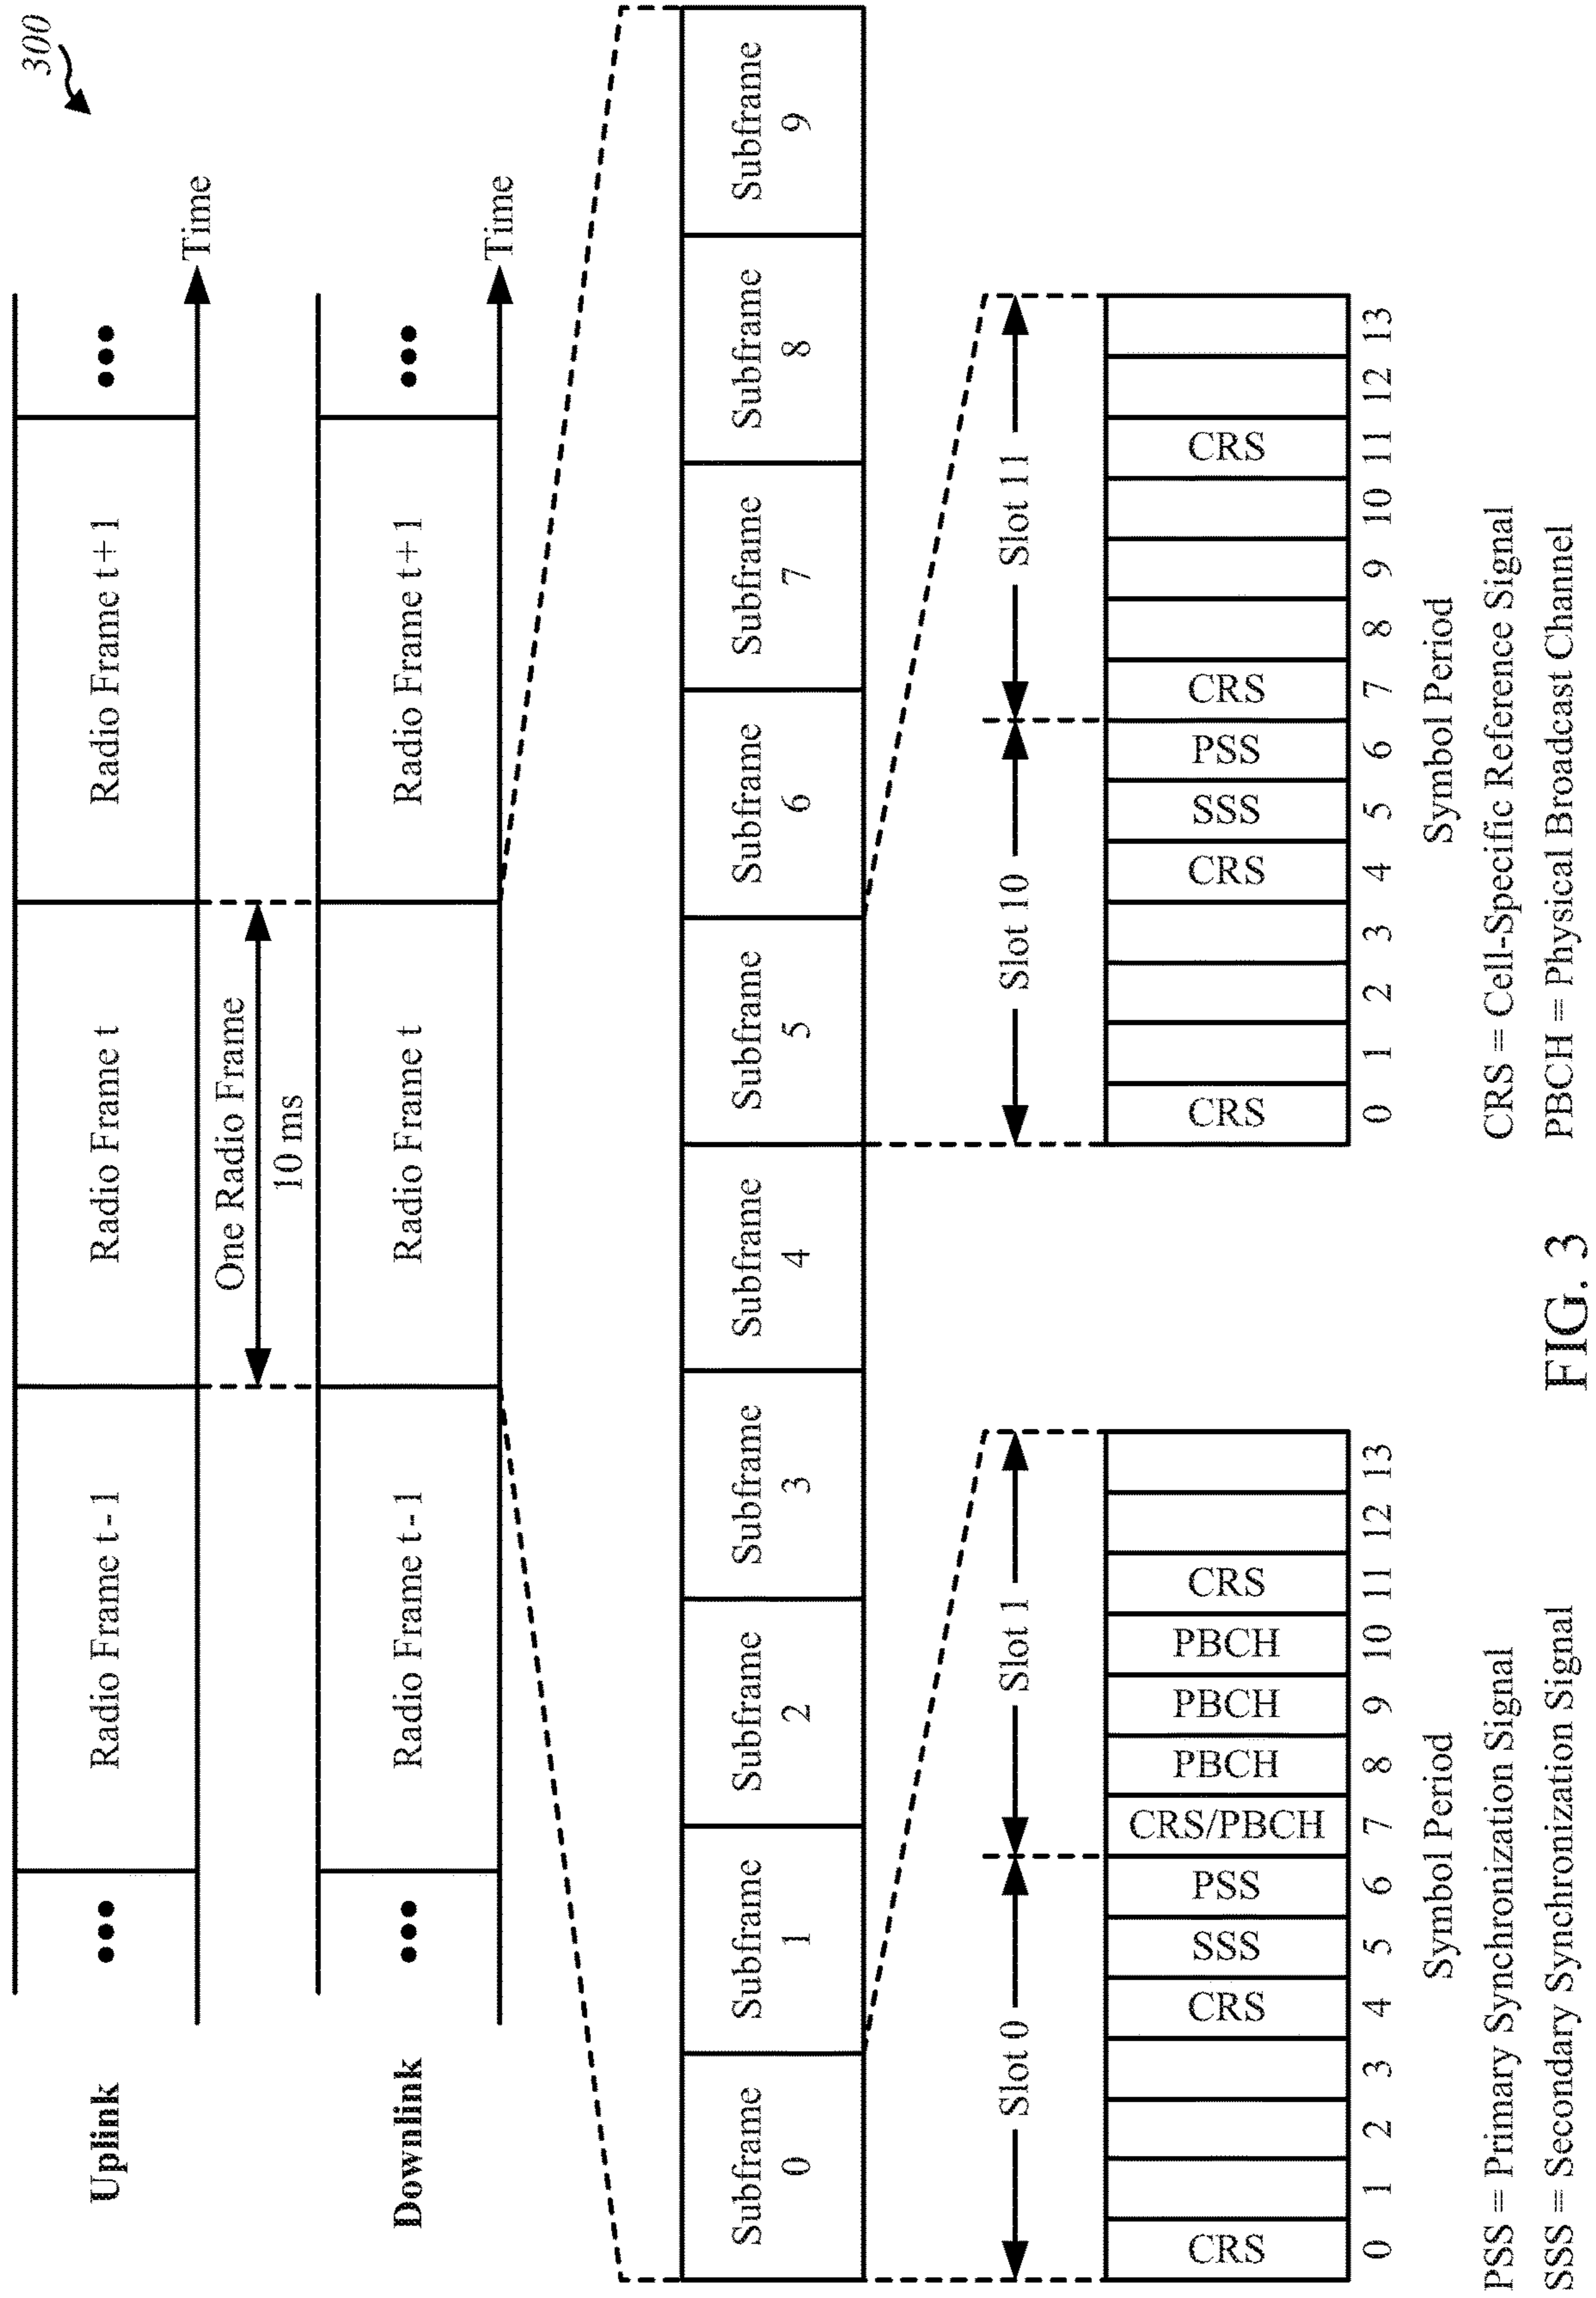 300
Uplink
••• Radio Frame t-1 Radio Frame t Radio Frame t+1 •••
Time
One Radio Frame
10 ms
Downlink
••• Radio Frame t-1 Radio Frame t Radio Frame t+1 •••
Time
Subframe 0
Subframe 1
Subframe 2
Subframe 3
Subframe 4
Subframe 5
Subframe 6
Subframe 7
Subframe 8
Subframe 9
Slot 0 Slot 1
CRS CRS SSS PSS CRS/PBCH PBCH PBCH PBCH CRS
0 1 2 3 4 5 6 7 8 9 10 11 12 13
Symbol Period
Slot 10 Slot 11
CRS CRS SSS PSS CRS CRS
0 1 2 3 4 5 6 7 8 9 10 11 12 13
Symbol Period
PSS = Primary Synchronization Signal
SSS = Secondary Synchronization Signal
CRS = Cell-Specific Reference Signal
PBCH = Physical Broadcast Channel
FIG. 3